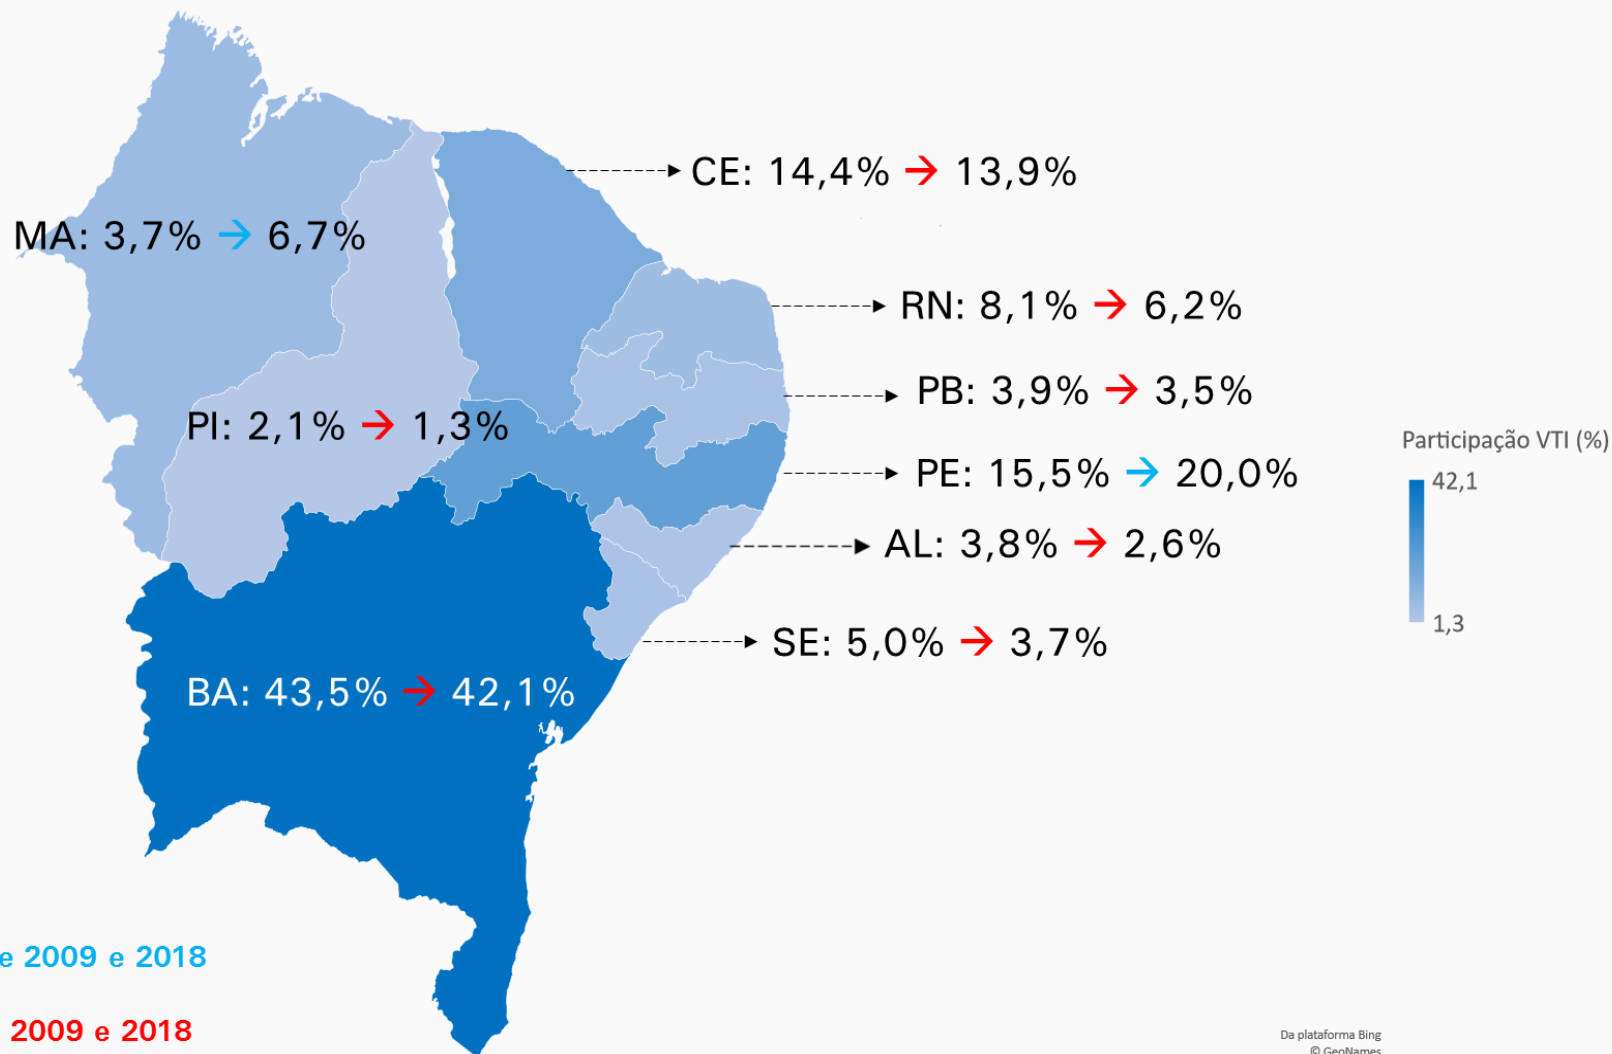 CE: 14,4% → 13,9%
MA: 3,7% → 6,7%
RN: 8,1% → 6,2%
PB: 3,9% → 3,5%
PI: 2,1% → 1,3%
Participação VTI (%)
42,1
1,3
PE: 15,5% → 20,0%
AL: 3,8% → 2,6%
SE: 5,0% → 3,7%
BA: 43,5% → 42,1%
e 2009 e 2018
2009 e 2018
Da plataforma Bing
© GeoNames